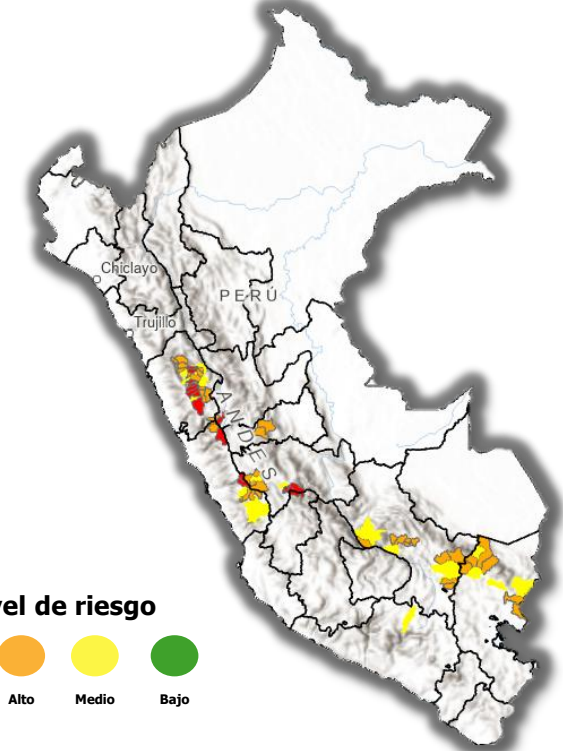 Chiclayo
PERÚ
Trujillo
ANDES
vel de riesgo
Alto Medio Bajo